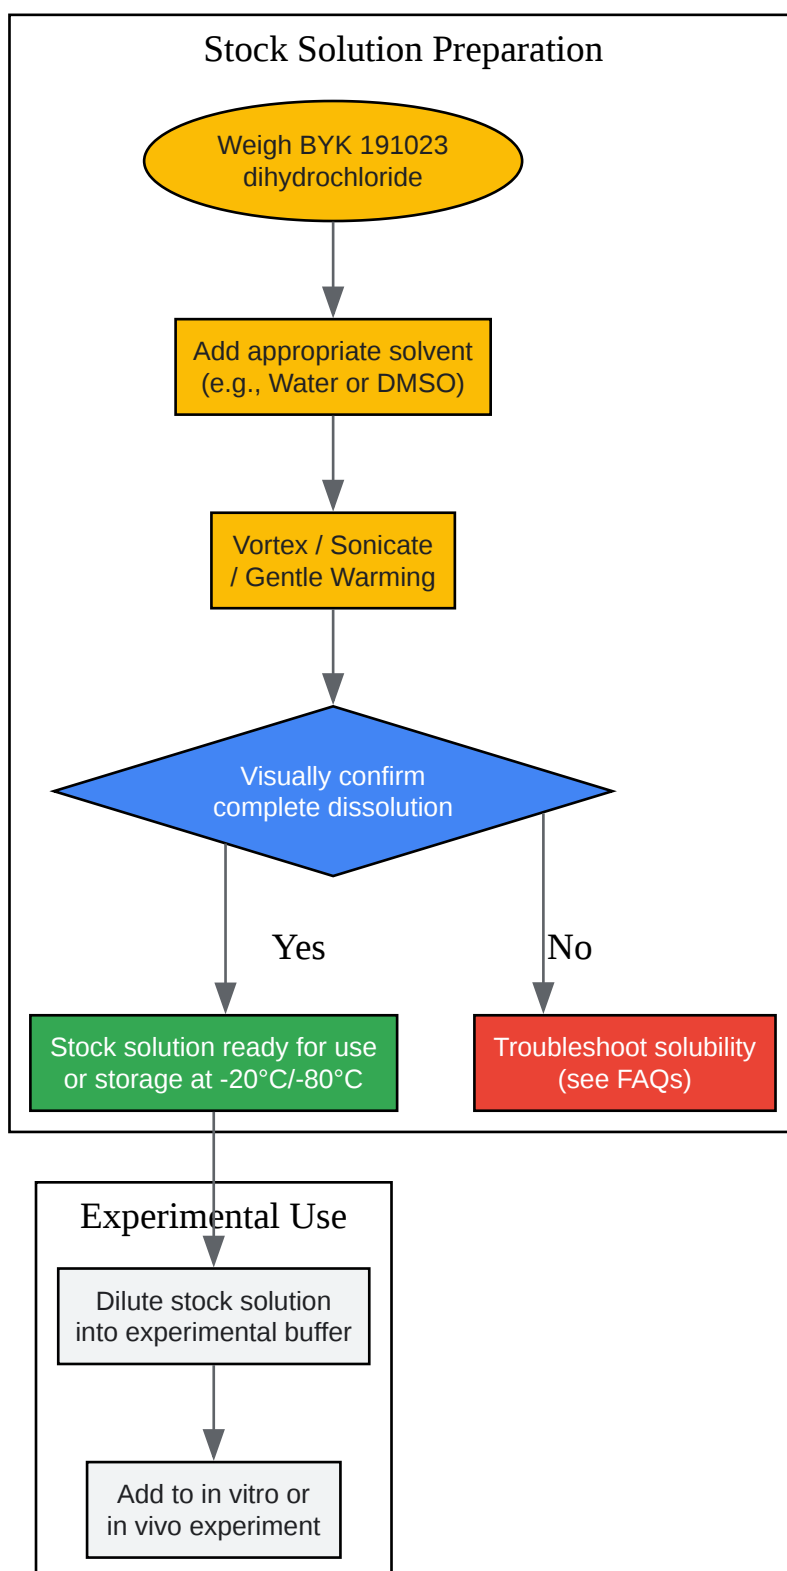 Stock Solution Preparation
Weigh BYK 191023
dihydrochloride
Add appropriate solvent
(e.g., Water or DMSO)
Vortex / Sonicate
/ Gentle Warming
Visually confirm
complete dissolution
Yes
No
Stock solution ready for use
or storage at -20°C/-80°C
Troubleshoot solubility
(see FAQs)
Experimental Use
Dilute stock solution
into experimental buffer
Add to in vitro or
in vivo experiment